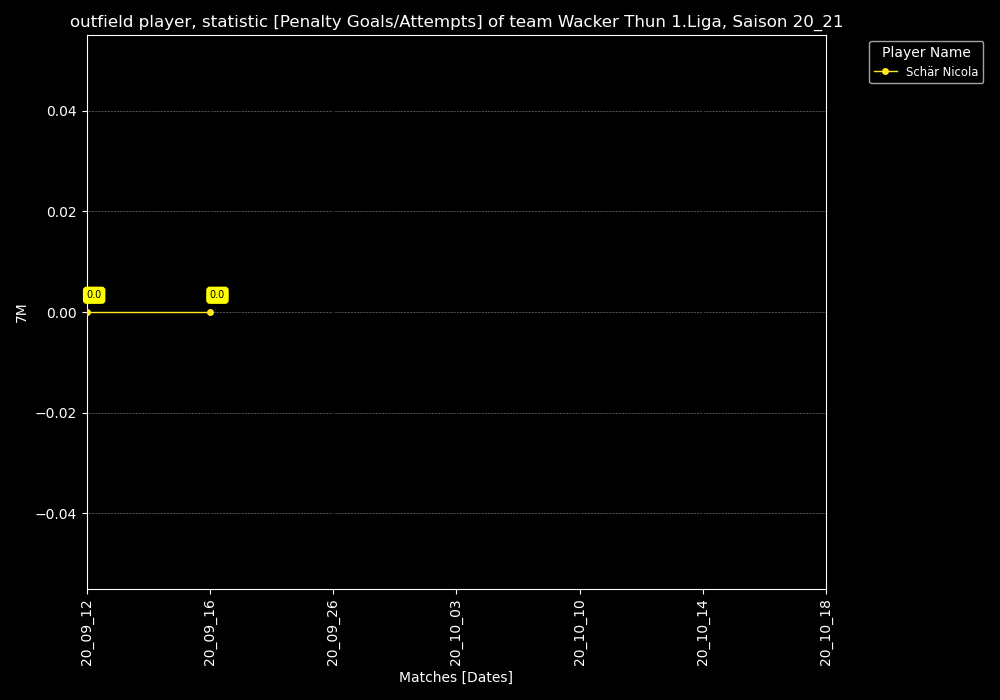 outfield player, statistic [Penalty Goals/Attempts] of team Wacker Thun 1.Liga, Saison 20_21
Player Name
Schär Nicola
0.04
0.02
0.00
−0.02
−0.04
7M
0.0
0.0
20_09_12
20_09_16
20_09_26
20_10_03
20_10_10
20_10_14
20_10_18
Matches [Dates]